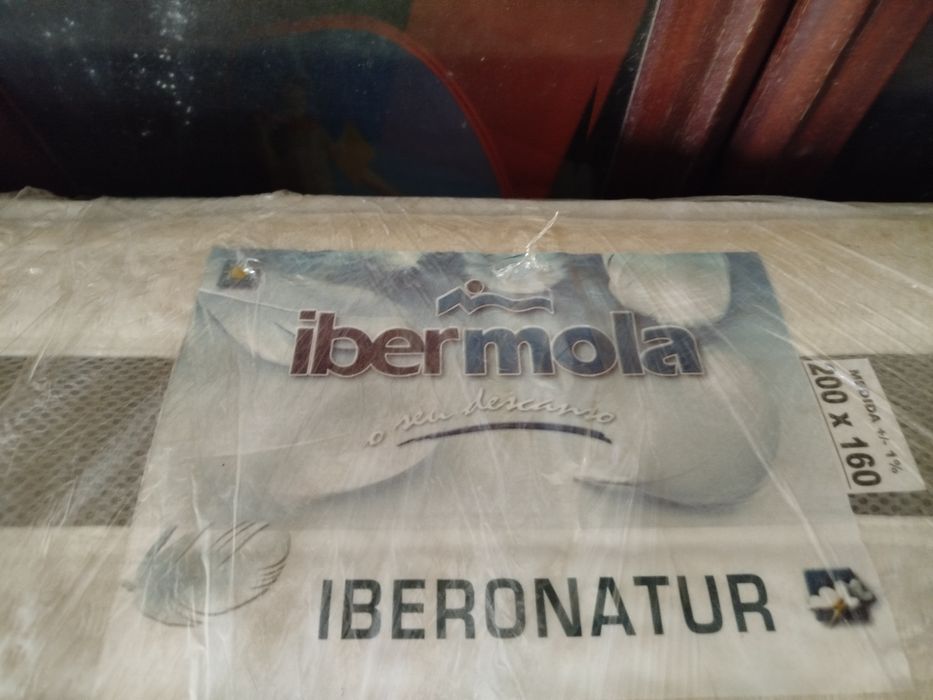 ibermola
o seu descanso
MEDIDA +/- 1%
200 x 160
IBERONATUR